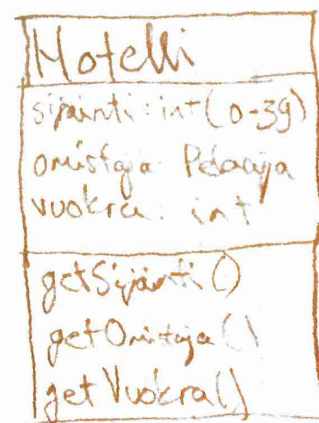 Hotelli
sijainti: int (0-39)
omistaja: Pelaaja
vuokra: int
getSijainti()
getOmistaja()
getVuokra()